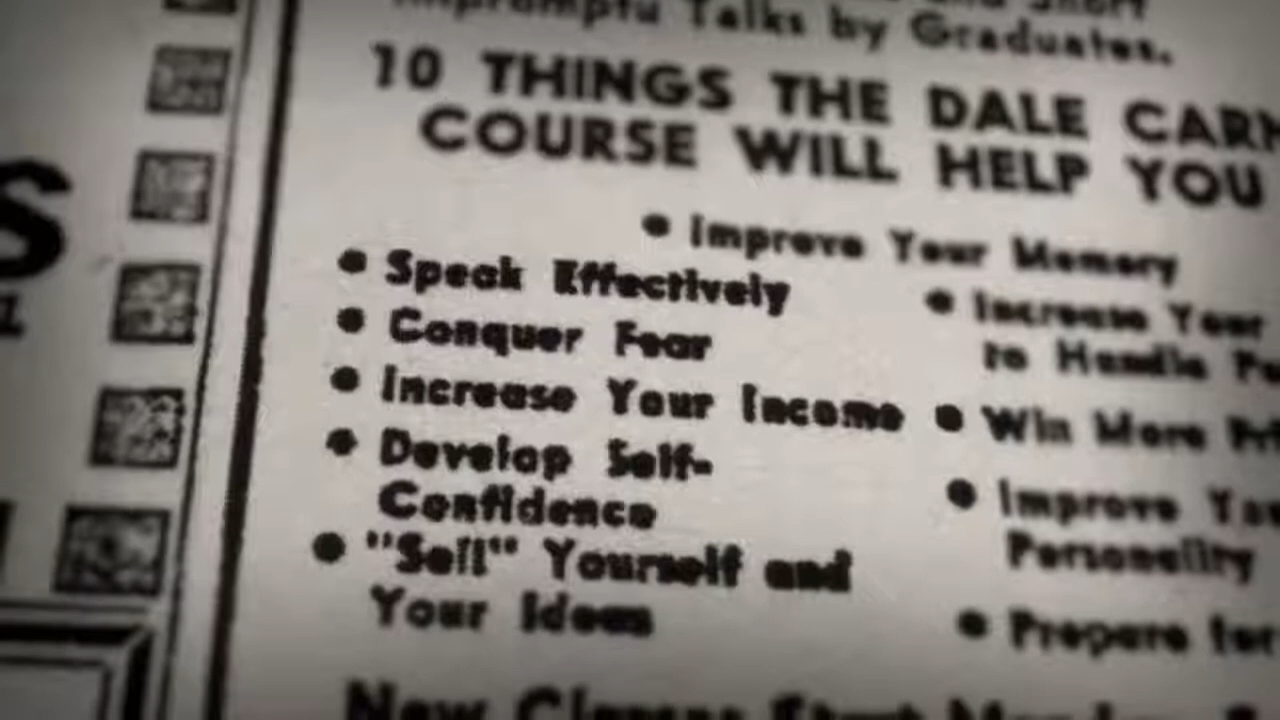 Impromptu Talks by Graduates.
10 THINGS THE DALE
COURSE WILL HELP YOU
• Improve Your Memory
• Speak Effectively
• Conquer Fear
• Increase Your Income
• Develop Self-
Confidence
• "Sell" Yourself and
Your Ideas
• Increase Your
to Handle
• Win More
• Improve
Personality
• Prepare for
New Classes Start
S